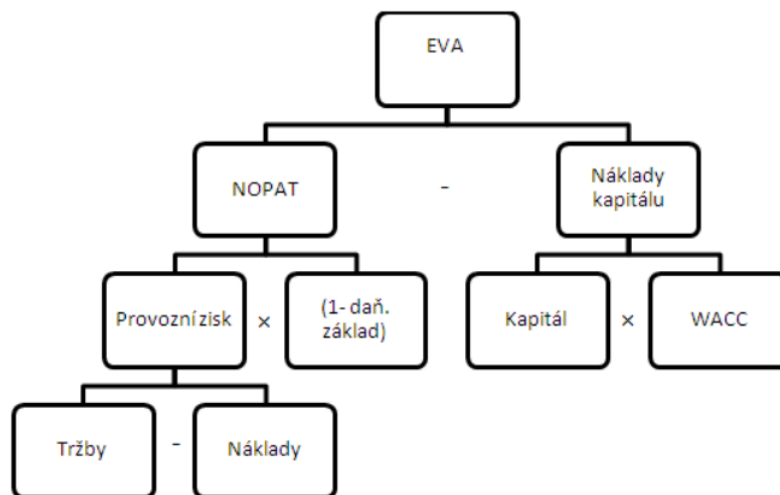 EVA
NOPAT
-
Náklady
kapitálu
Provozní zisk
×
(1- daň.
základ)
Kapitál
×
WACC
Tržby
-
Náklady